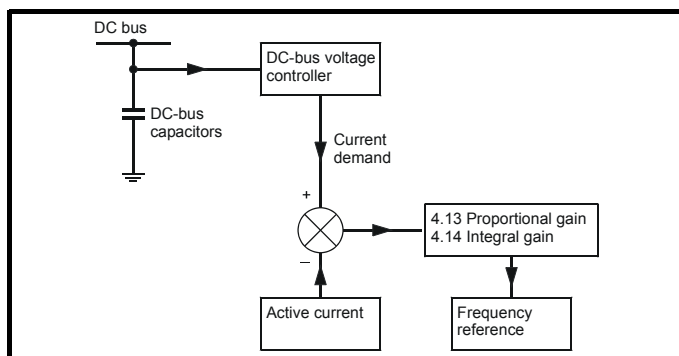 DC bus
DC-bus voltage
controller
DC-bus
capacitors
Current
demand
+
4.13 Proportional gain
4.14 Integral gain
–
Active current
Frequency
reference